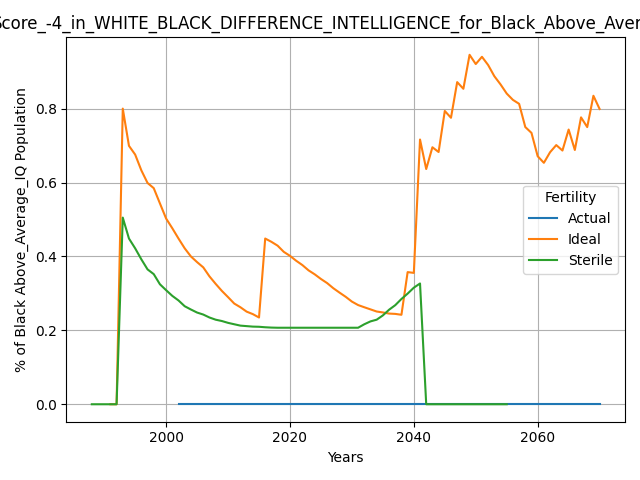 Score_-4_in_WHITE_BLACK_DIFFERENCE_INTELLIGENCE_for_Black_Above_Aver
% of Black Above_Average_IQ Population
0.8
0.6
0.4
0.2
0.0
2000
2020
2040
2060
Years
Fertility
Actual
Ideal
Sterile